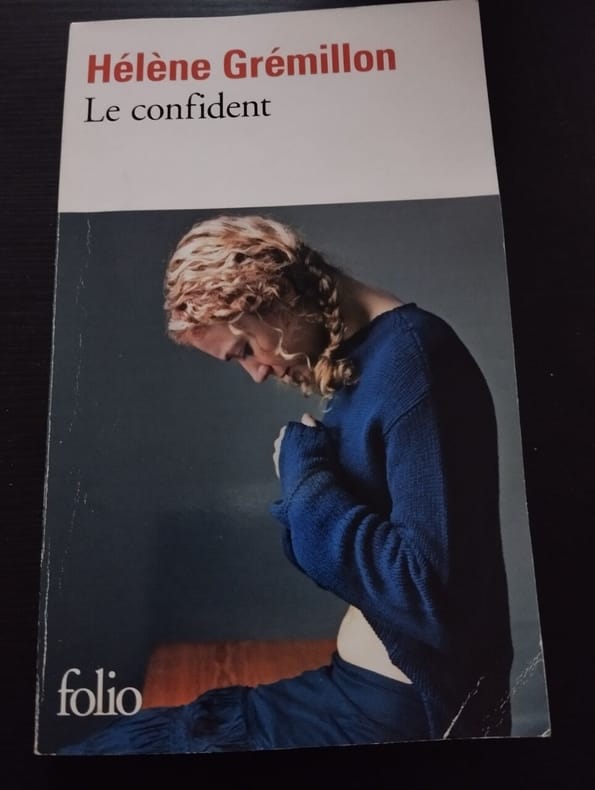 Hélène Grémillon
Le confident
folio